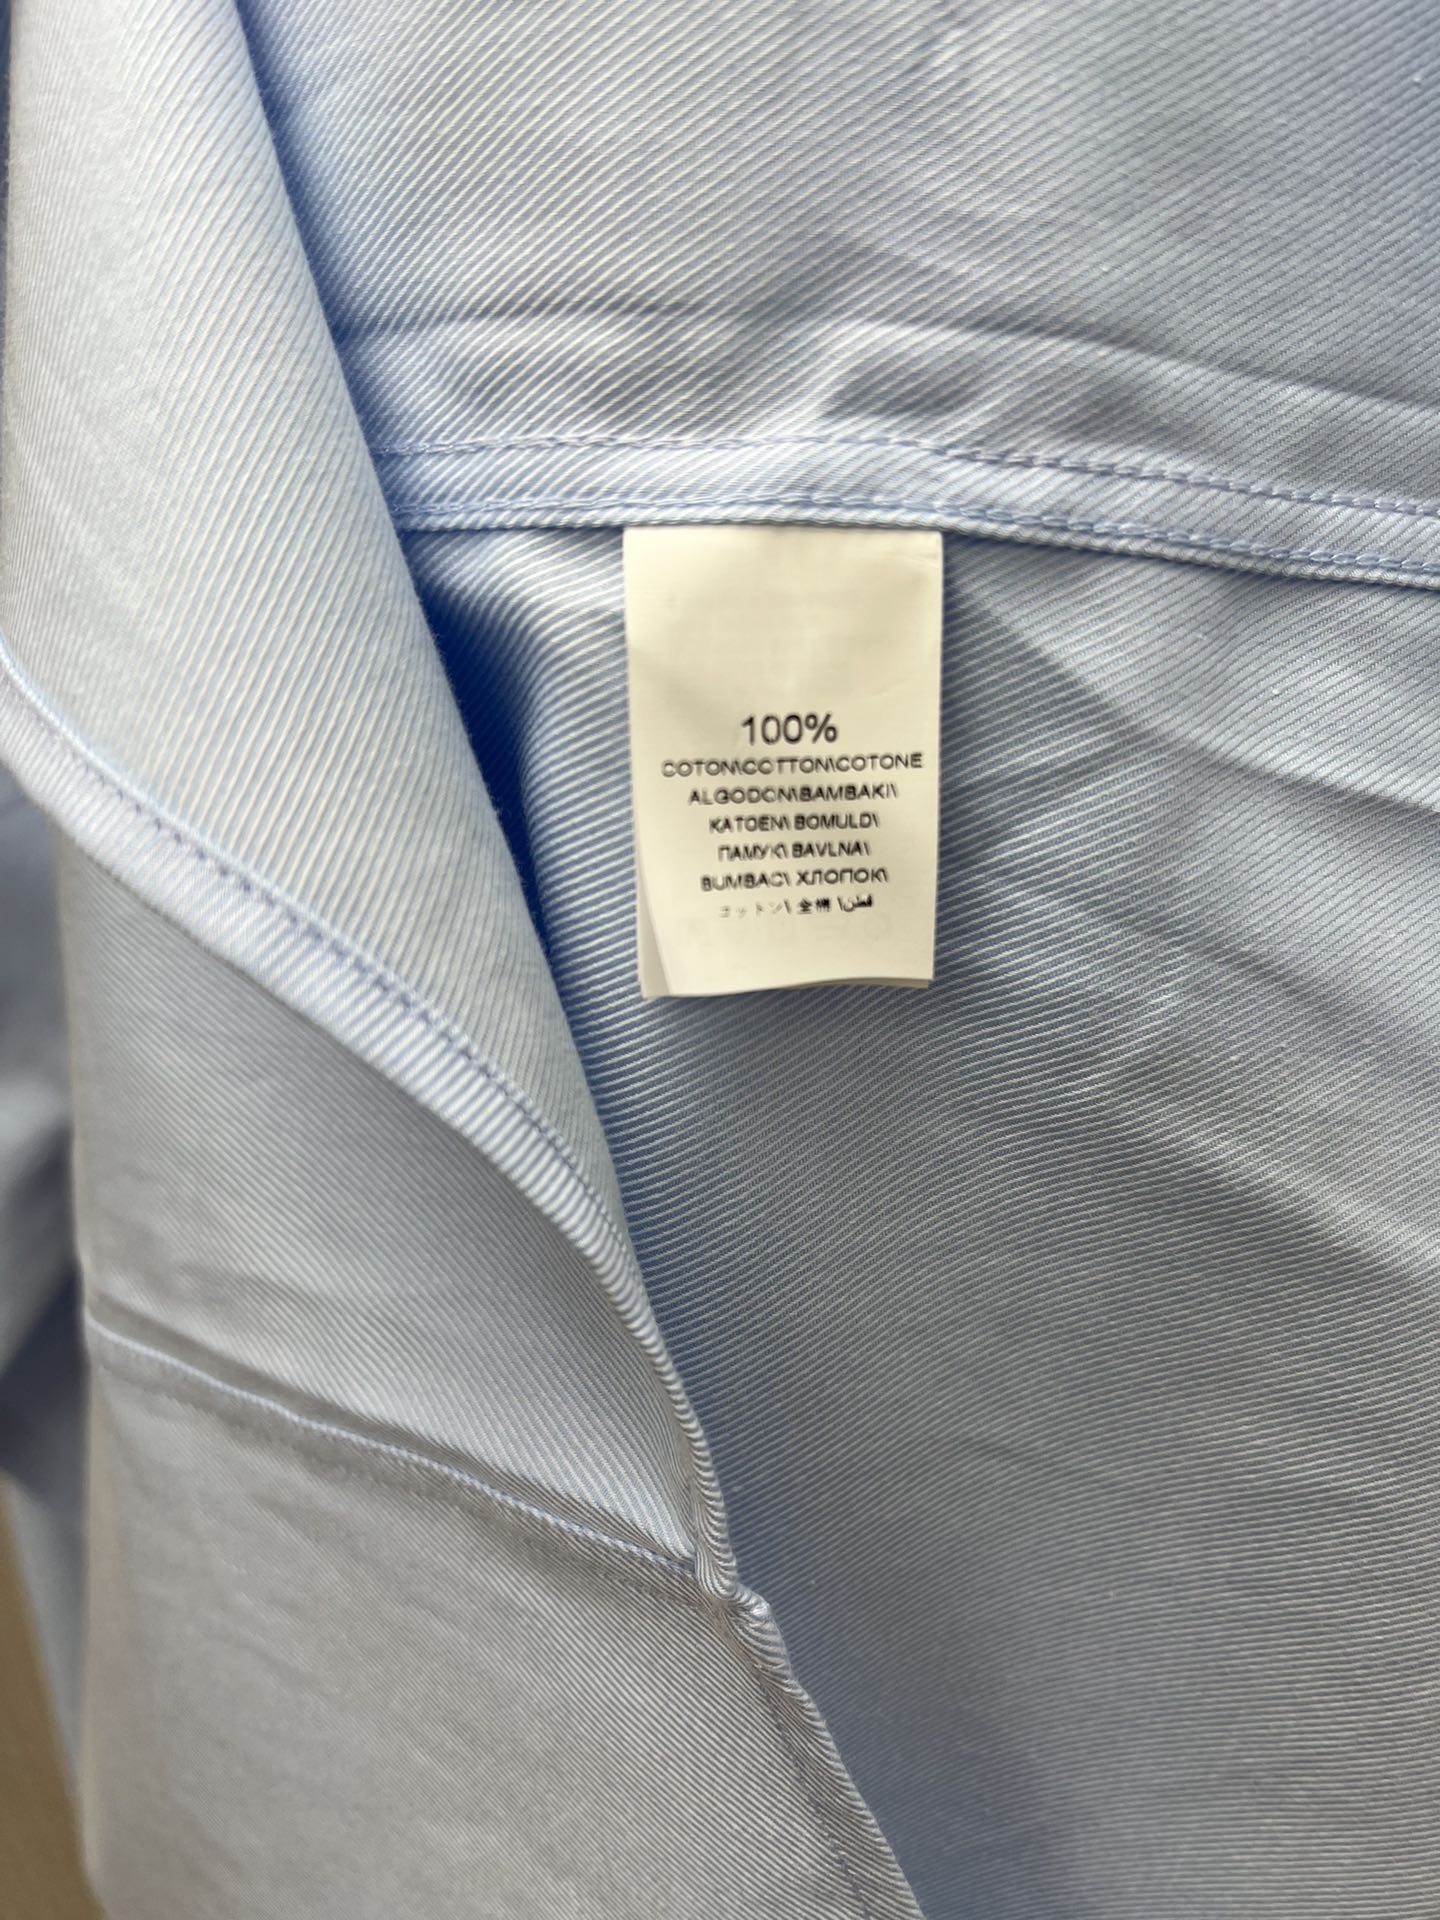 100%
COTON\COTTON\COTONE
ALGODON\BAMBAKI\
KATOEN\ BOMULD\
ПАМУК\ BAVLNA\
BUMBAC\ ХЛОПОК\
コットン\ 全棉 \قطن